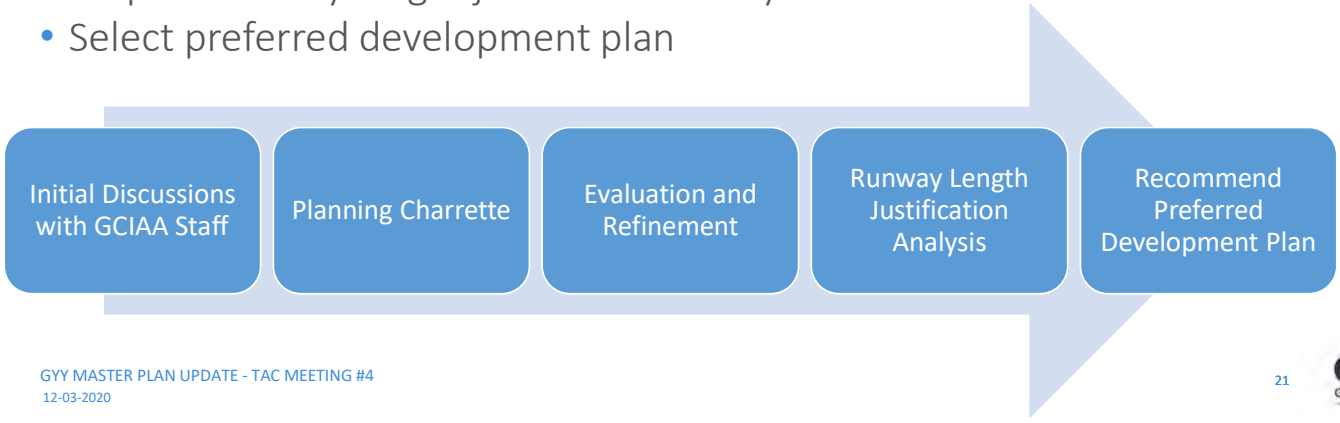 • Select preferred development plan
Initial Discussions
with GCIAA Staff
Planning Charrette
Evaluation and
Refinement
Runway Length
Justification
Analysis
Recommend
Preferred
Development Plan
GYY MASTER PLAN UPDATE - TAC MEETING #4
12-03-2020
21